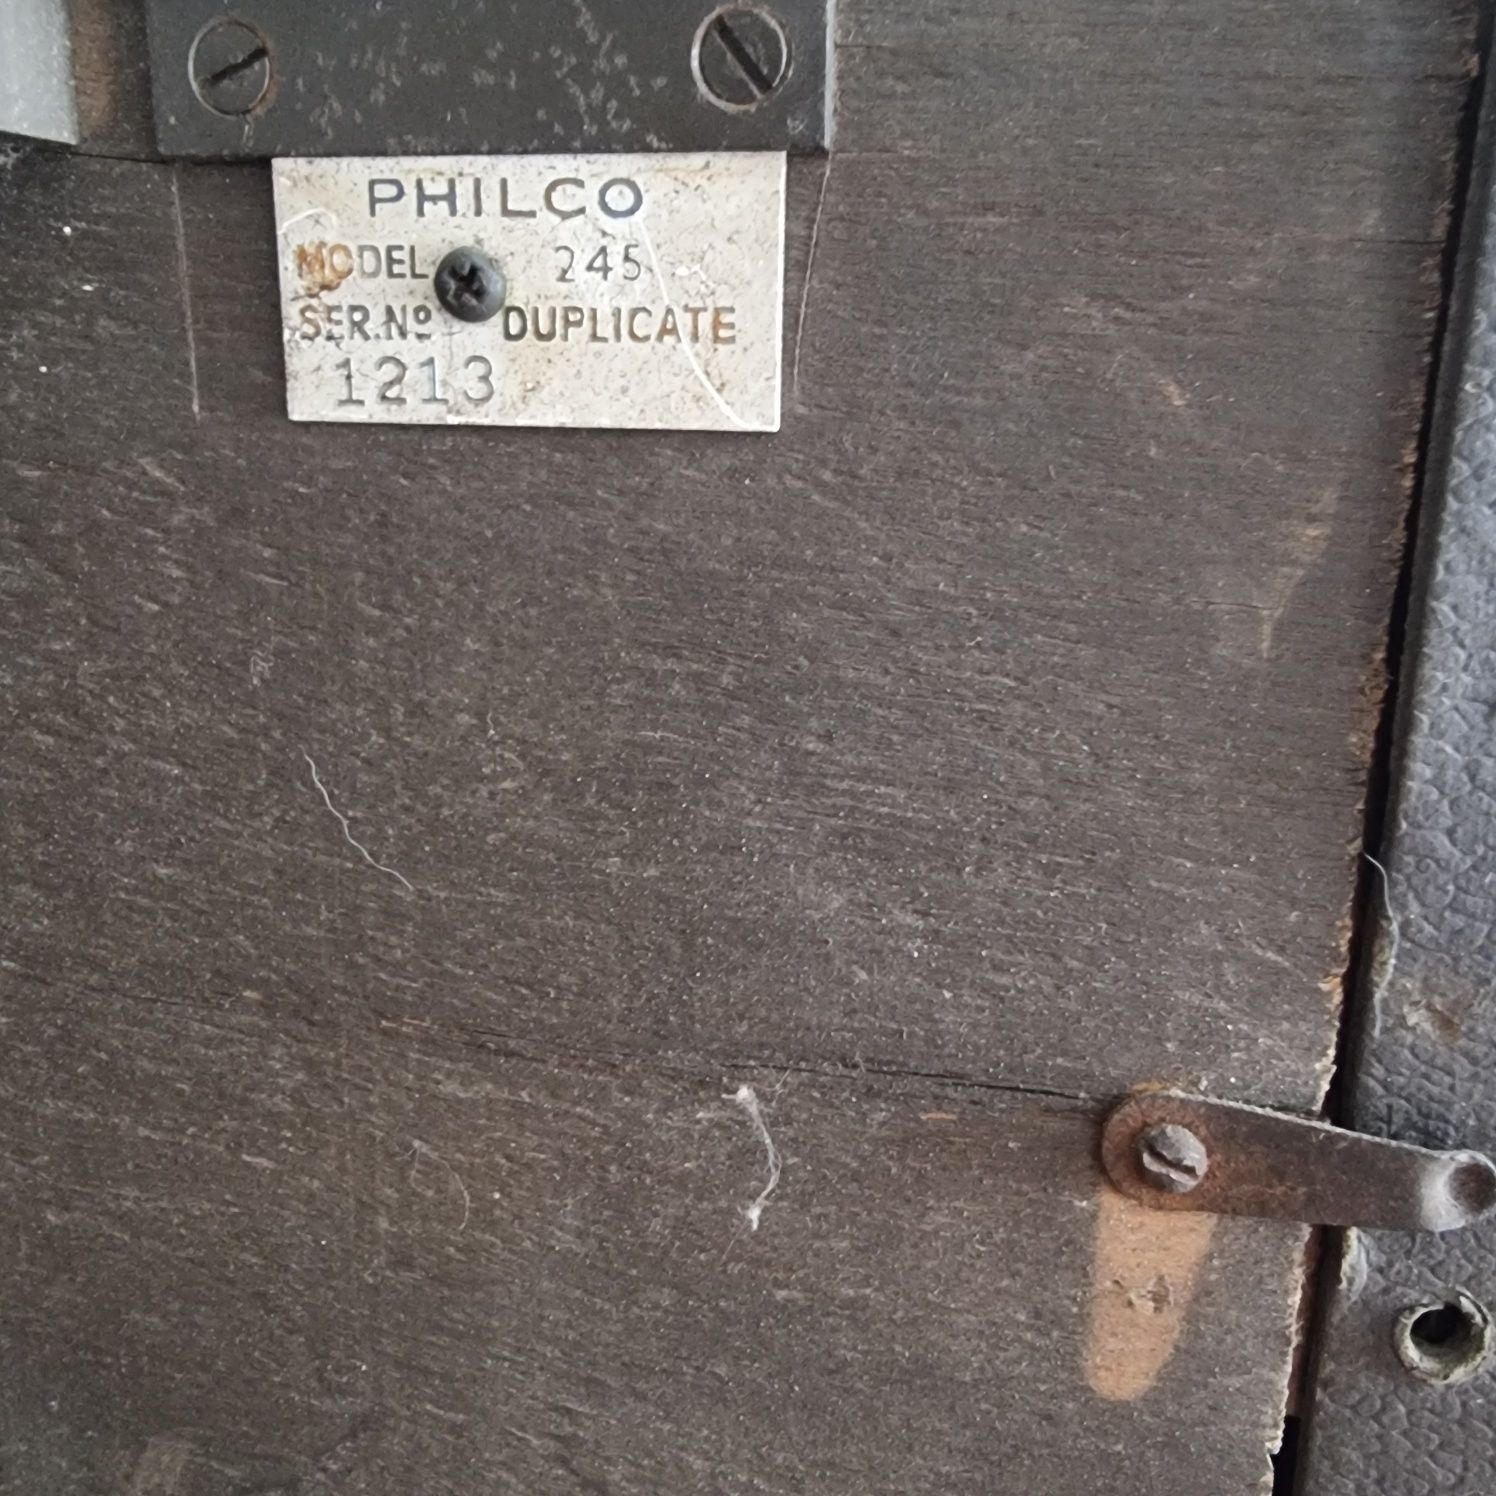 PHILCO
MODEL 245
SER.Nº DUPLICATE
1213